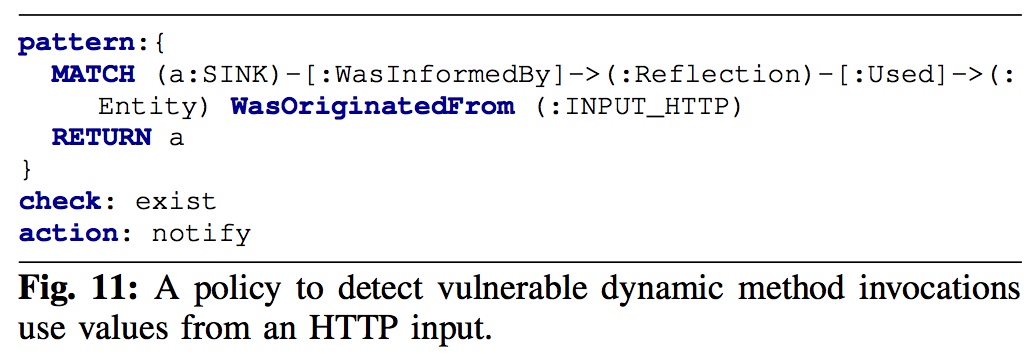 pattern:{
MATCH (a:SINK)-[:WasInformedBy]->(:Reflection)-[:Used]->(:
Entity) WasOriginatedFrom (:INPUT_HTTP)
RETURN a
}
check: exist
action: notify
Fig. 11: A policy to detect vulnerable dynamic method invocations
use values from an HTTP input.